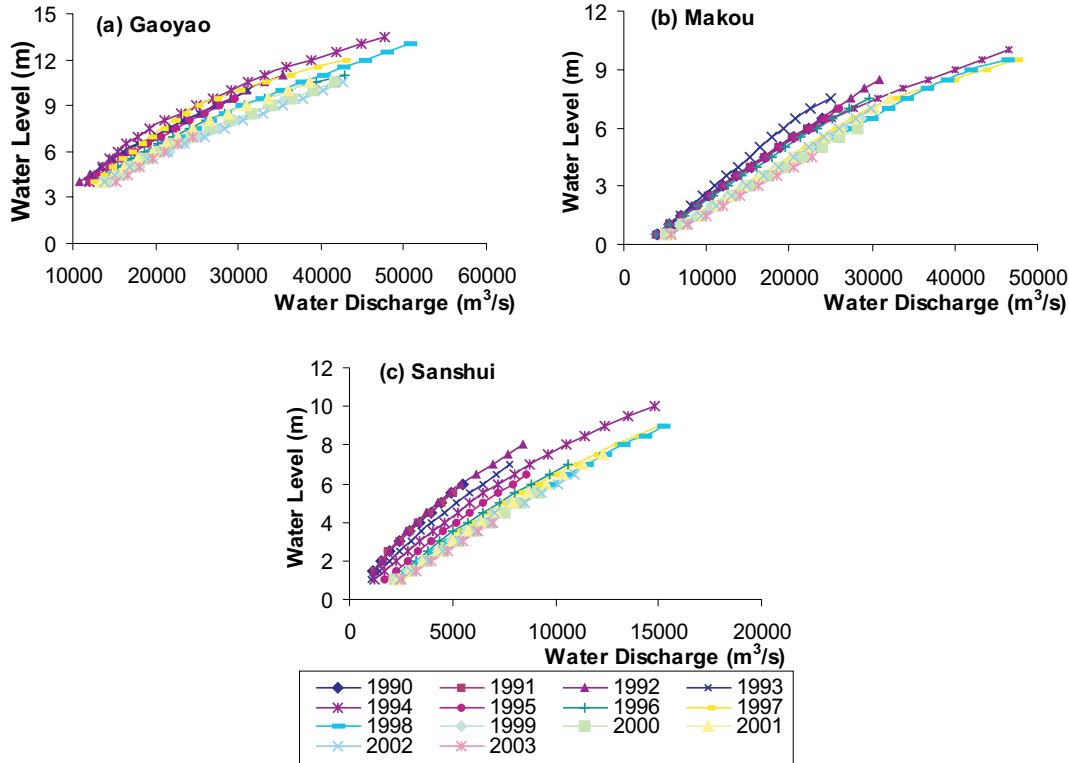 (a) Gaoyao
Water Level (m)
15
12
9
6
3
0
10000 20000 30000 40000 50000 60000
Water Discharge (m³/s)
(b) Makou
Water Level (m)
12
9
6
3
0
0 10000 20000 30000 40000 50000
Water Discharge (m³/s)
(c) Sanshui
Water Level (m)
12
10
8
6
4
2
0
0 5000 10000 15000 20000
Water Discharge (m³/s)
1990 1991 1992 1993
1994 1995 1996 1997
1998 1999 2000 2001
2002 2003